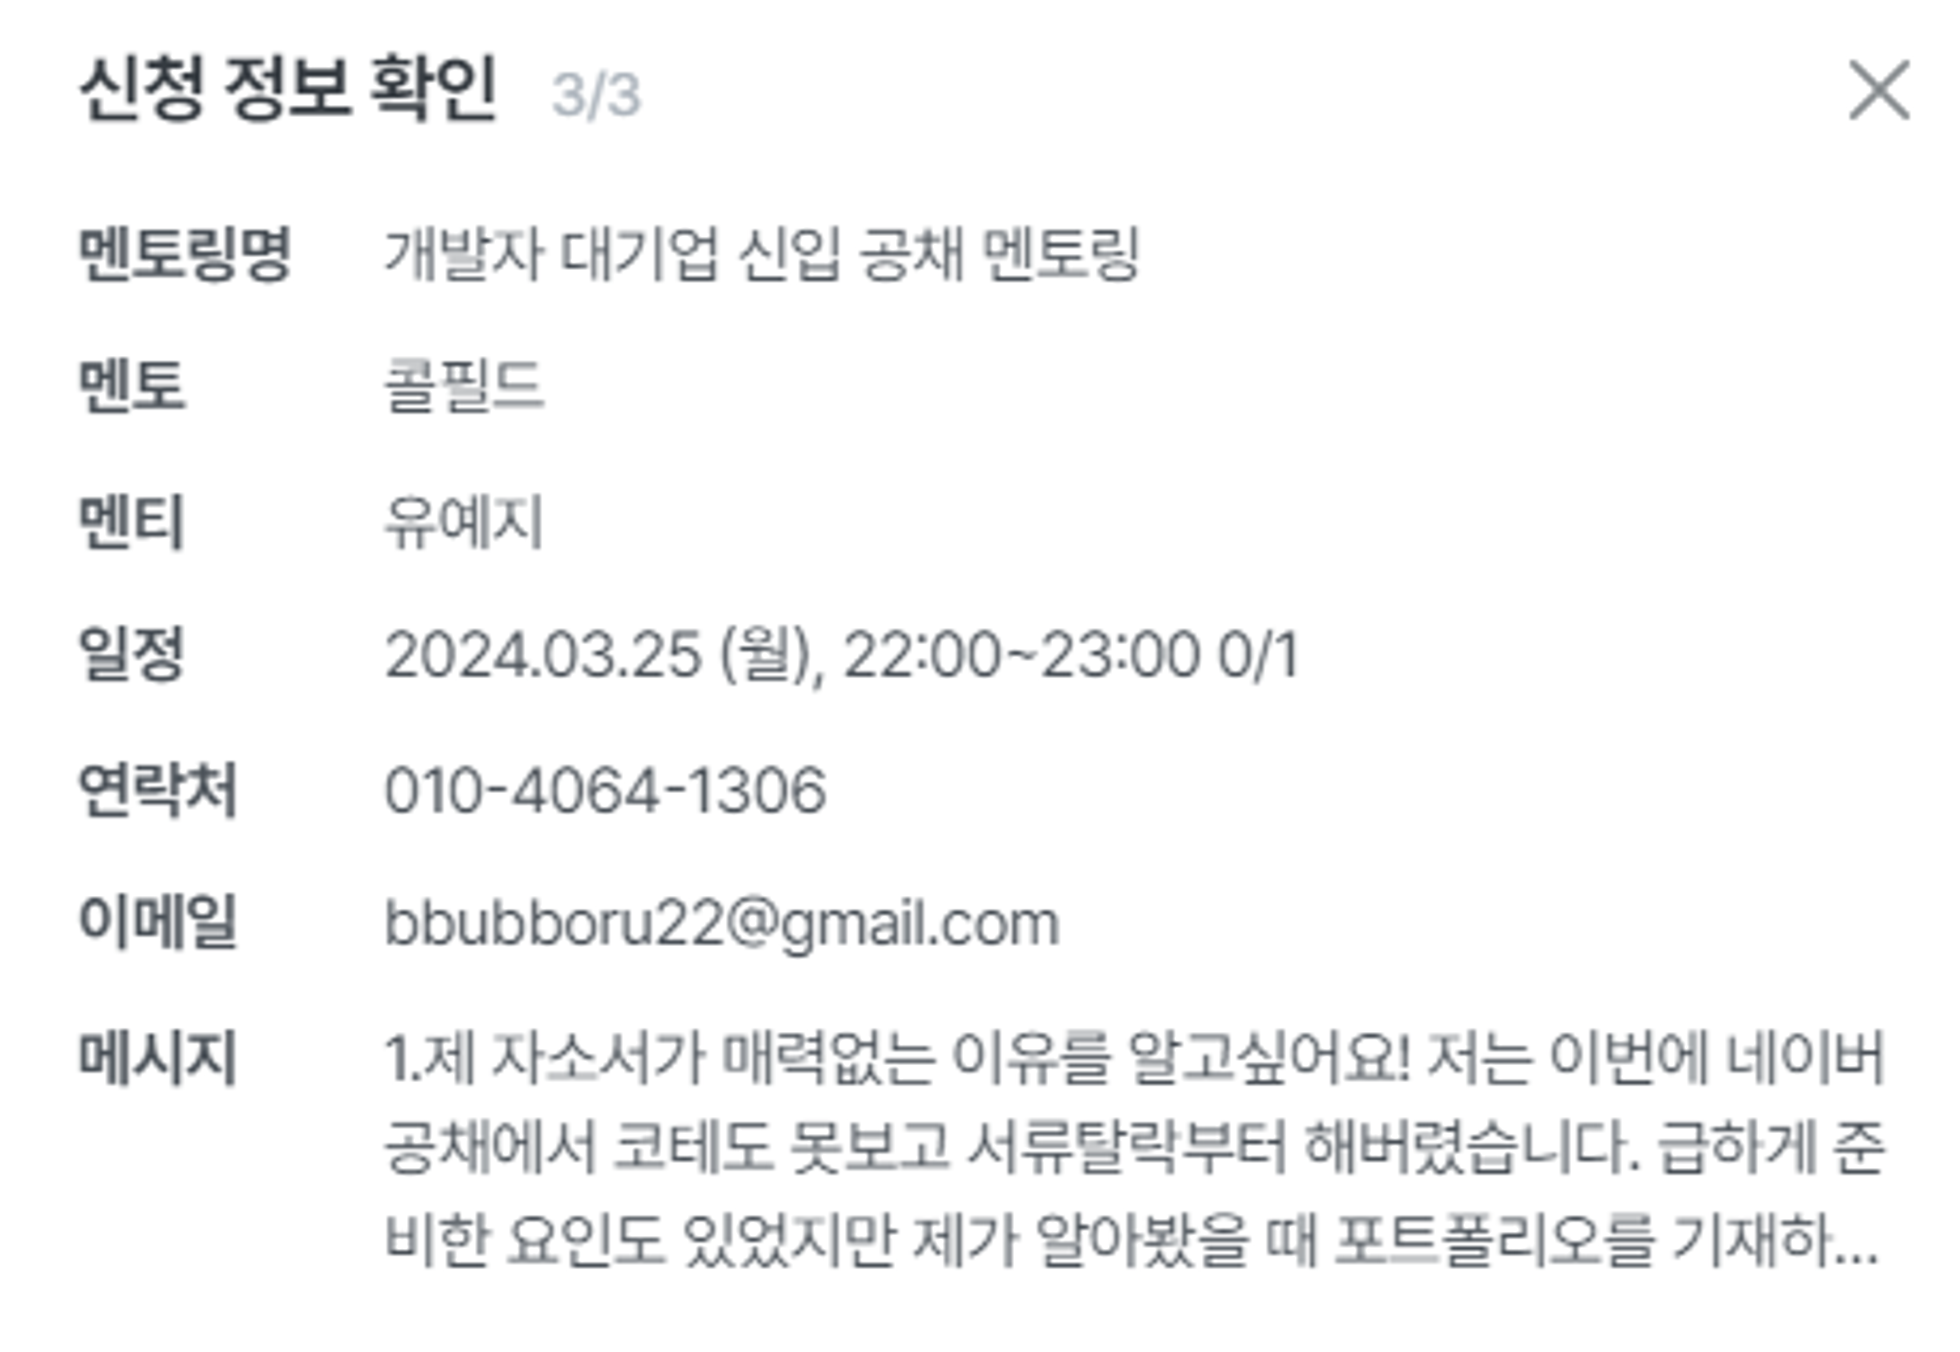 신청 정보 확인 3/3
멘토링명 개발자 대기업 신입 공채 멘토링
멘토 콜필드
멘티 유예지
일정 2024.03.25 (월), 22:00~23:00 0/1
연락처 010-4064-1306
이메일 bbubboru22@gmail.com
메시지 1.제 자소서가 매력없는 이유를 알고싶어요! 저는 이번에 네이버
공채에서 코테도 못보고 서류탈락부터 해버렸습니다. 급하게 준
비한 요인도 있었지만 제가 알아봤을 때 포트폴리오를 기재하...